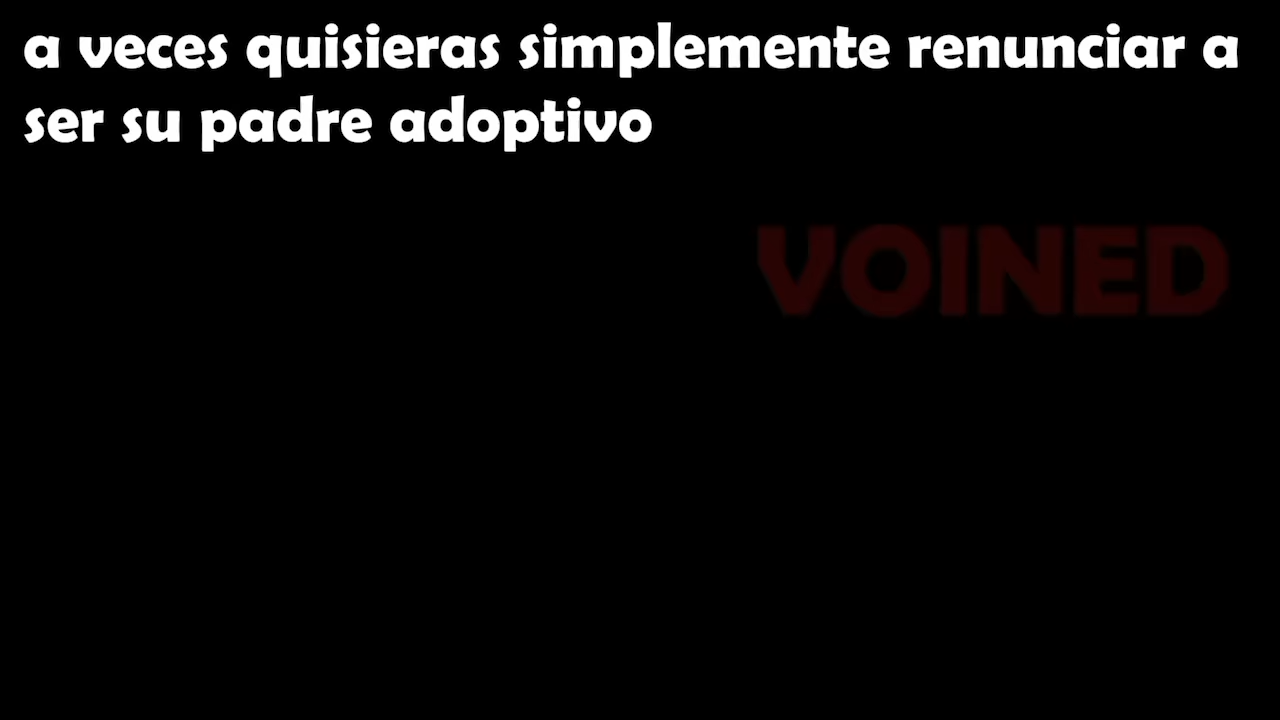 a veces quisieras simplemente renunciar a
ser su padre adoptivo
VOINED